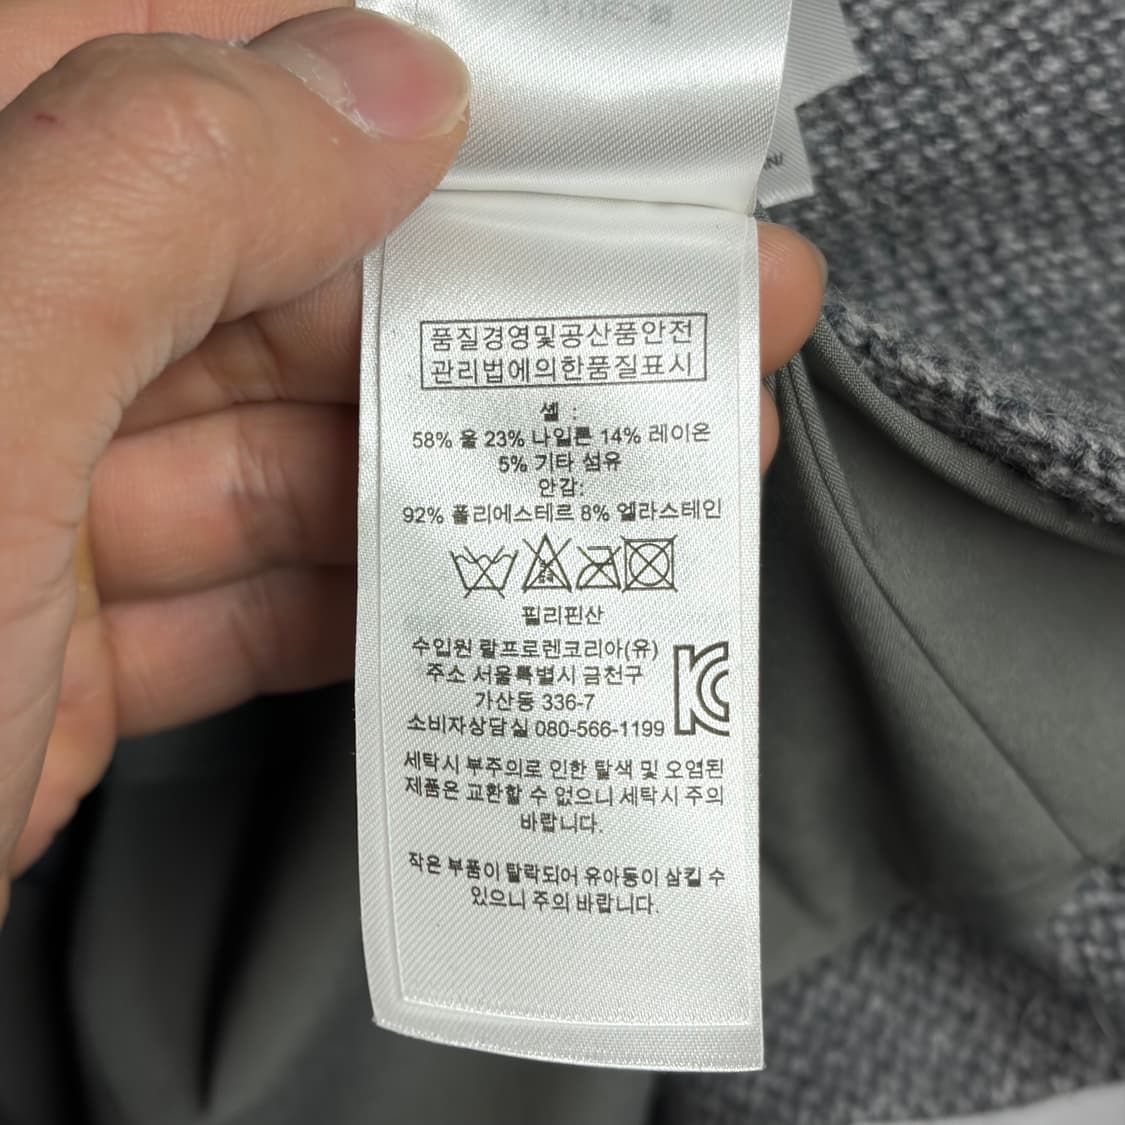 품질경영및공산품안전
관리법에의한품질표시
셸 :
58% 울 23% 나일론 14% 레이온
5% 기타 섬유
안감:
92% 폴리에스테르 8% 엘라스테인
필리핀산
수입원 랄프로렌코리아(유)
주소 서울특별시 금천구
가산동 336-7
소비자상담실 080-566-1199
세탁시 부주의로 인한 탈색 및 오염된
제품은 교환할 수 없으니 세탁시 주의
바랍니다.
작은 부품이 탈락되어 유아동이 삼킬 수
있으니 주의 바랍니다.